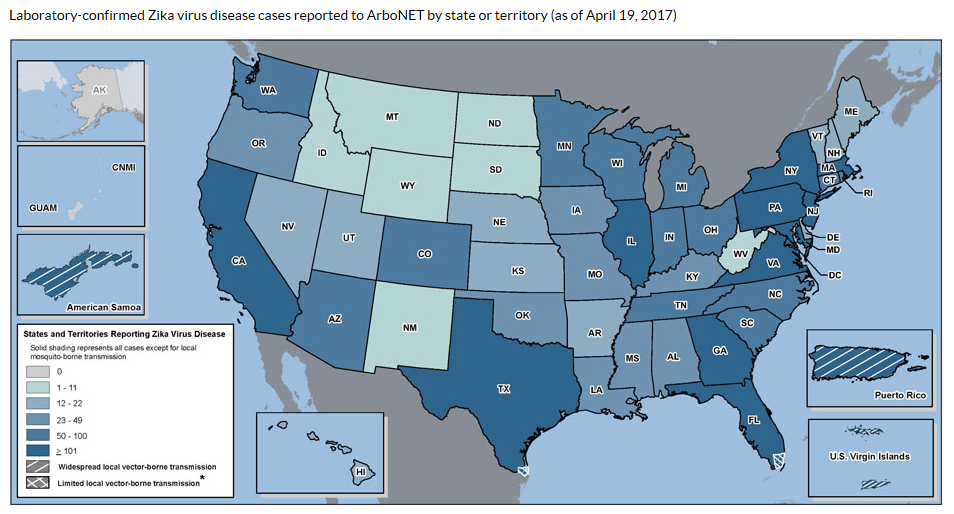 Laboratory-confirmed Zika virus disease cases reported to ArboNET by state or territory (as of April 19, 2017)
AK
CNMI
GUAM
American Samoa
WA
OR
CA
ID
NV
MT
WY
UT
AZ
CO
NM
ND
SD
NE
KS
OK
TX
MN
IA
MO
AR
LA
WI
IL
MI
IN
OH
KY
TN
MS
AL
GA
FL
SC
NC
VA
WV
PA
NY
VT
NH
ME
MA
CT
RI
NJ
DE
MD
DC
HI
Puerto Rico
U.S. Virgin Islands
States and Territories Reporting Zika Virus Disease
Solid shading represents all cases except for local
mosquito-borne transmission
0
1 - 11
12 - 22
23 - 49
50 - 100
≥ 101
Widespread local vector-borne transmission
Limited local vector-borne transmission*